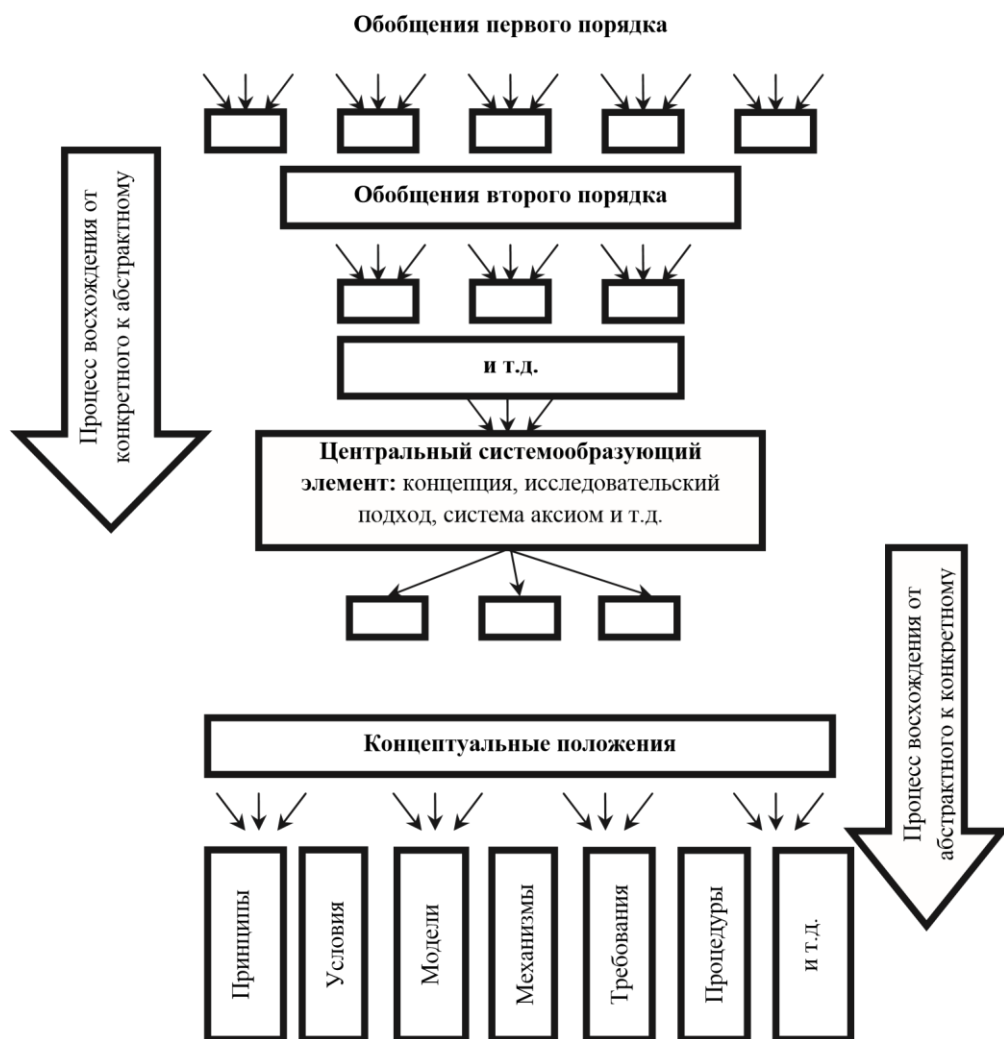 Обобщения первого порядка
Процесс восхождения от
конкретного к абстрактному
Обобщения второго порядка
и т.д.
Центральный системообразующий
элемент: концепция, исследовательский
подход, система аксиом и т.д.
Процесс восхождения от
абстрактного к конкретному
Концептуальные положения
Принципы
Условия
Модели
Механизмы
Требования
Процедуры
и т.д.